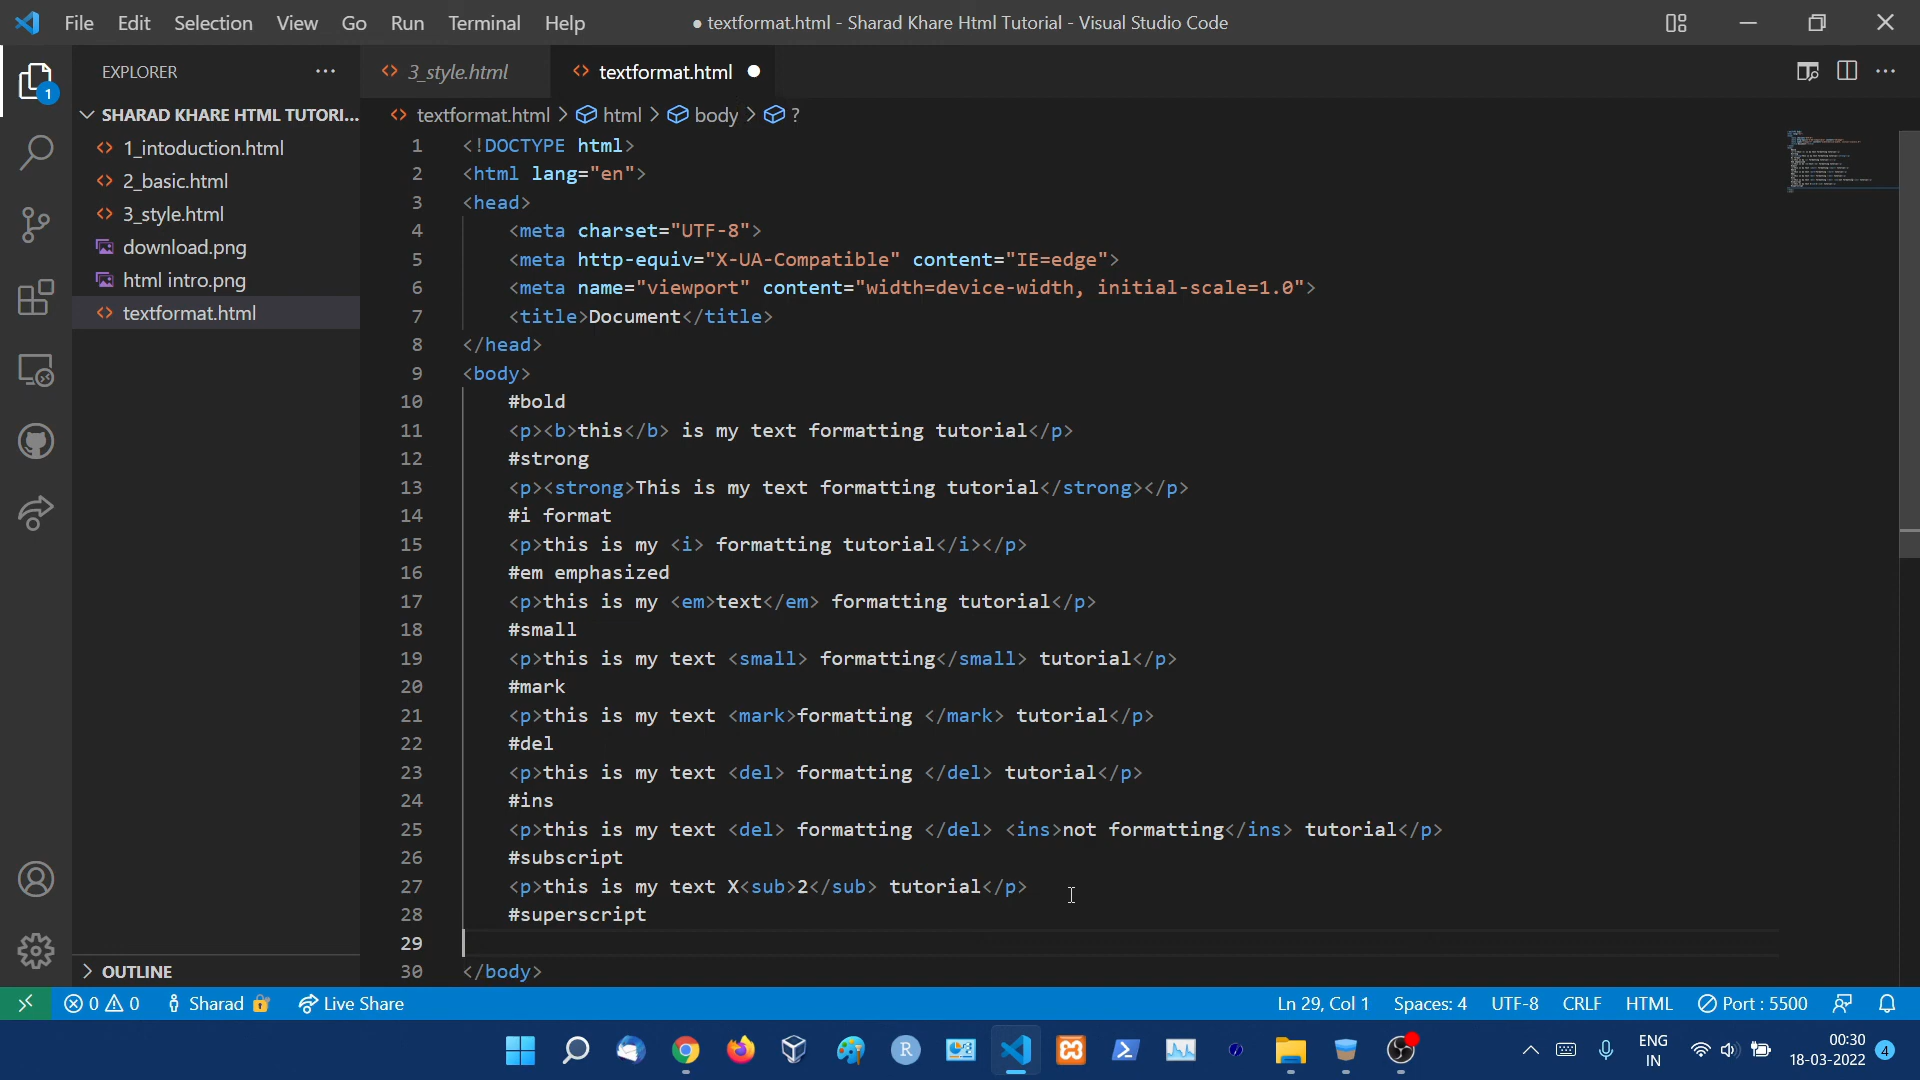 File Edit Selection View Go Run Terminal Help
● textformat.html - Sharad Khare Html Tutorial - Visual Studio Code
EXPLORER
3_style.html
textformat.html
1
SHARAD KHARE HTML TUTORI...
textformat.html > html > body > ?
1_intoduction.html
2_basic.html
3_style.html
download.png
html intro.png
textformat.html
1 <!DOCTYPE html>
2 <html lang="en">
3 <head>
4 <meta charset="UTF-8">
5 <meta http-equiv="X-UA-Compatible" content="IE=edge">
6 <meta name="viewport" content="width=device-width, initial-scale=1.0">
7 <title>Document</title>
8 </head>
9 <body>
10 #bold
11 <p><b>this</b> is my text formatting tutorial</p>
12 #strong
13 <p><strong>This is my text formatting tutorial</strong></p>
14 #i format
15 <p>this is my <i> formatting tutorial</i></p>
16 #em emphasized
17 <p>this is my <em>text</em> formatting tutorial</p>
18 #small
19 <p>this is my text <small> formatting</small> tutorial</p>
20 #mark
21 <p>this is my text <mark>formatting </mark> tutorial</p>
22 #del
23 <p>this is my text <del> formatting </del> tutorial</p>
24 #ins
25 <p>this is my text <del> formatting </del> <ins>not formatting</ins> tutorial</p>
26 #subscript
27 <p>this is my text X<sub>2</sub> tutorial</p>
28 #superscript
29
30 </body>
OUTLINE
0 0 Sharad Live Share
Ln 29, Col 1 Spaces: 4 UTF-8 CRLF HTML Port : 5500
R
ENG
IN
00:30
18-03-2022
4